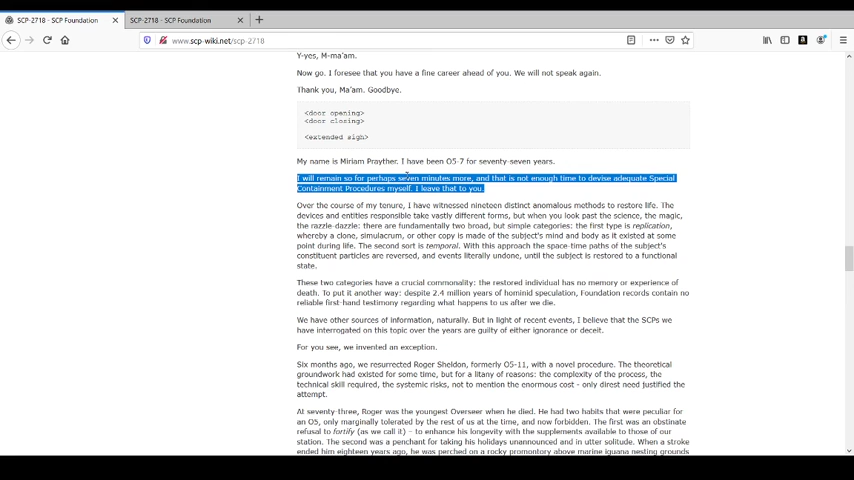 SCP-2718 - SCP Foundation
SCP-2718 - SCP Foundation
www.scp-wiki.net/scp-2718
Y-yes, M-ma'am.
Now go. I foresee that you have a fine career ahead of you. We will not speak again.
Thank you, Ma'am. Goodbye.
<door opening>
<door closing>
<extended sigh>
My name is Miriam Prayther. I have been O5-7 for seventy-seven years.
I will remain so for perhaps seven minutes more, and that is not enough time to devise adequate Special
Containment Procedures myself. I leave that to you.
Over the course of my tenure, I have witnessed nineteen distinct anomalous methods to restore life. The
devices and entities responsible take vastly different forms, but when you look past the science, the magic,
the razzle-dazzle: there are fundamentally two broad, but simple categories: the first type is replication,
whereby a clone, simulacrum, or other copy is made of the subject's mind and body as it existed at some
point during life. The second sort is temporal. With this approach the space-time paths of the subject's
constituent particles are reversed, and events literally undone, until the subject is restored to a functional
state.
These two categories have a crucial commonality: the restored individual has no memory or experience of
death. To put it another way: despite 2.4 million years of hominid speculation, Foundation records contain no
reliable first-hand testimony regarding what happens to us after we die.
We have other sources of information, naturally. But in light of recent events, I believe that the SCPs we
have interrogated on this topic over the years are guilty of either ignorance or deceit.
For you see, we invented an exception.
Six months ago, we resurrected Roger Sheldon, formerly O5-11, with a novel procedure. The theoretical
groundwork had existed for some time, but for a litany of reasons: the complexity of the process, the
technical skill required, the systemic risks, not to mention the enormous cost - only direst need justified the
attempt.
At seventy-three, Roger was the youngest Overseer when he died. He had two habits that were peculiar for
an O5, only marginally tolerated by the rest of us at the time, and now forbidden. The first was an obstinate
refusal to fortify (as we call it) – to enhance his longevity with the supplements available to those of our
station. The second was a penchant for taking his holidays unannounced and in utter solitude. When a stroke
ended him eighteen years ago, he was perched on a rocky promontory above marine iguana nesting grounds